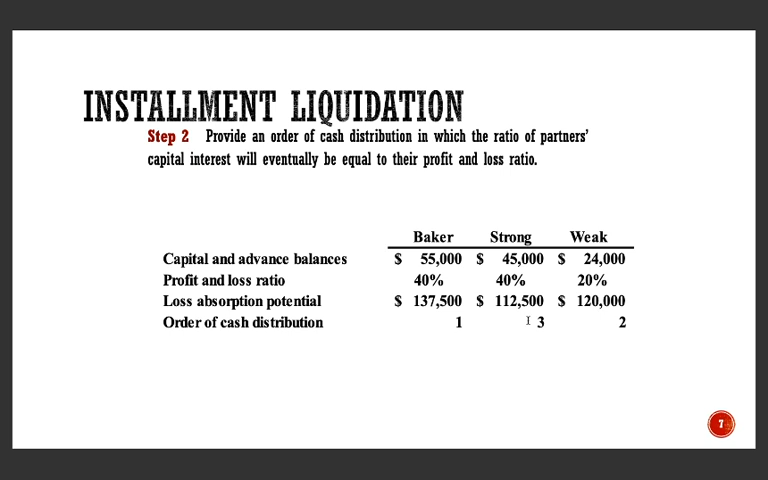 INSTALLMENT LIQUIDATION
Step 2 Provide an order of cash distribution in which the ratio of partners'
capital interest will eventually be equal to their profit and loss ratio.
Baker Strong Weak
Capital and advance balances $ 55,000 $ 45,000 $ 24,000
Profit and loss ratio 40% 40% 20%
Loss absorption potential $ 137,500 $ 112,500 $ 120,000
Order of cash distribution 1 3 2
7